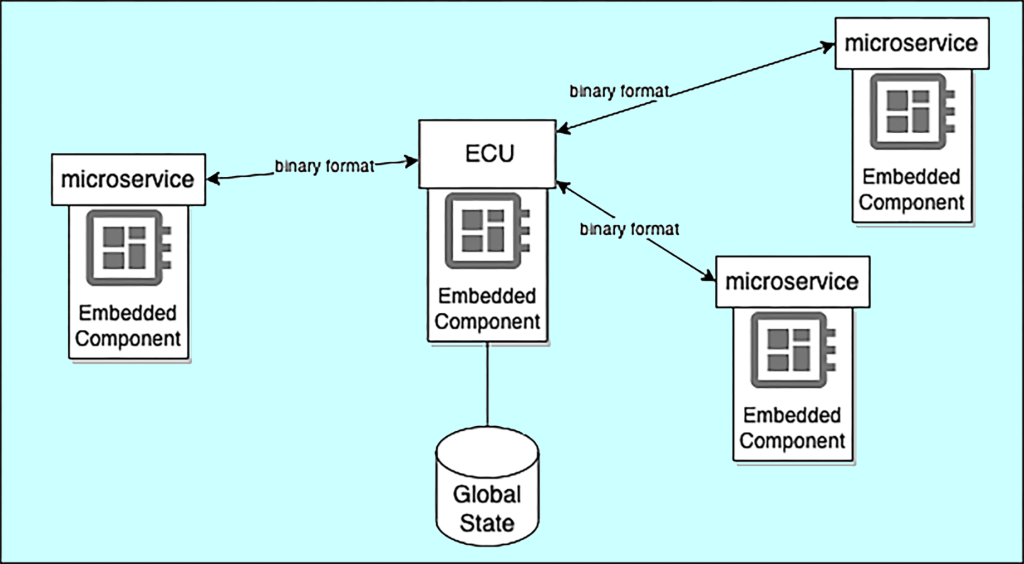 microservice
Embedded
Component
binary format
ECU
Embedded
Component
Global
State
binary format
microservice
Embedded
Component
binary format
microservice
Embedded
Component